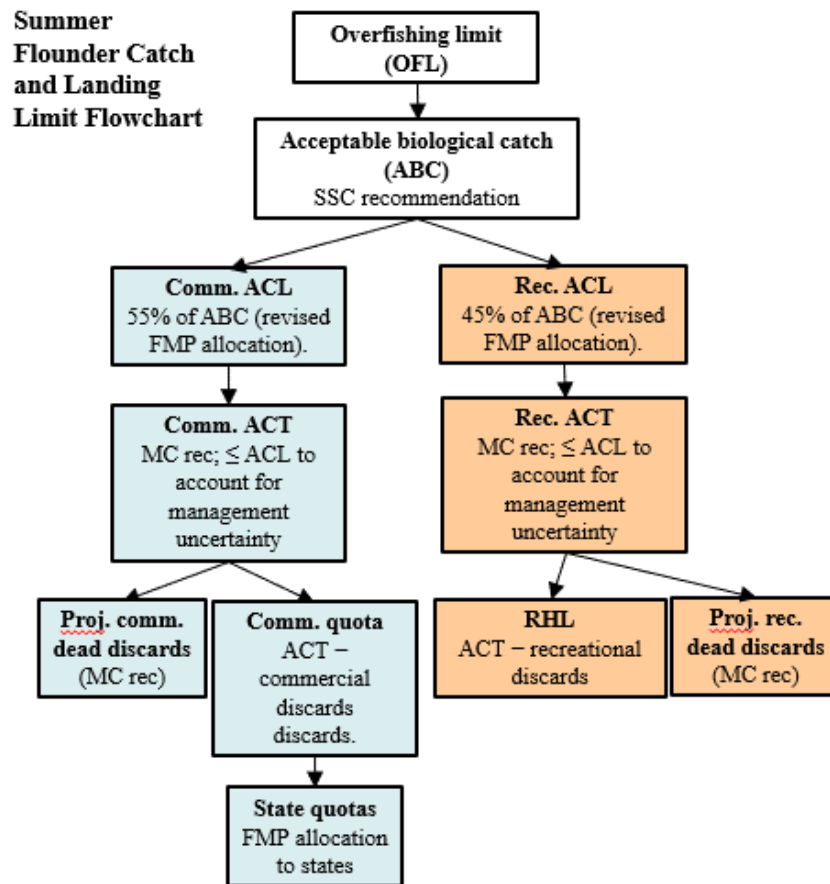 Summer
Flounder Catch
and Landing
Limit Flowchart
Overfishing limit
(OFL)
Acceptable biological catch
(ABC)
SSC recommendation
Comm. ACL
55% of ABC (revised
FMP allocation).
Rec. ACL
45% of ABC (revised
FMP allocation).
Comm. ACT
MC rec; ≤ ACL to
account for
management
uncertainty
Rec. ACT
MC rec; ≤ ACL to
account for
management
uncertainty
Proj. comm.
dead discards
(MC rec)
Comm. quota
ACT –
commercial
discards
discards.
RHL
ACT – recreational
discards
Proj. rec.
dead discards
(MC rec)
State quotas
FMP allocation
to states